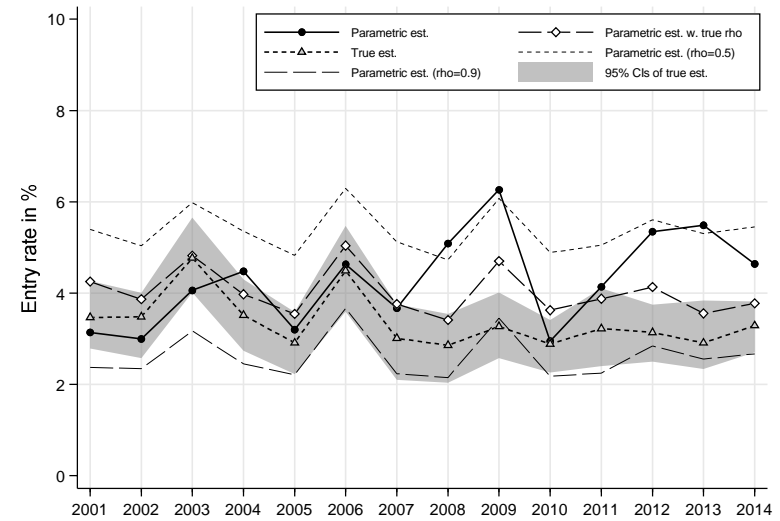 10
8
6
4
2
0
Entry rate in %
Parametric est.
Parametric est. w. true rho
True est.
Parametric est. (rho=0.5)
Parametric est. (rho=0.9)
95% CIs of true est.
2001 2002 2003 2004 2005 2006 2007 2008 2009 2010 2011 2012 2013 2014